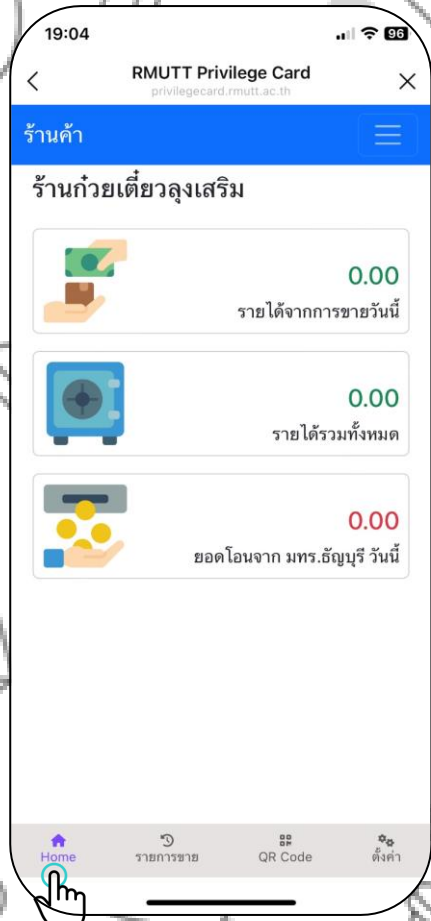 19:04
96
RMUTT Privilege Card
privilegecard.rmutt.ac.th
ร้านค้า
ร้านก๋วยเตี๋ยวลุงเสริม
0.00
รายได้จากการขายวันนี้
0.00
รายได้รวมทั้งหมด
0.00
ยอดโอนจาก มทร.ธัญบุรี วันนี้
Home
รายการขาย
QR Code
ตั้งค่า